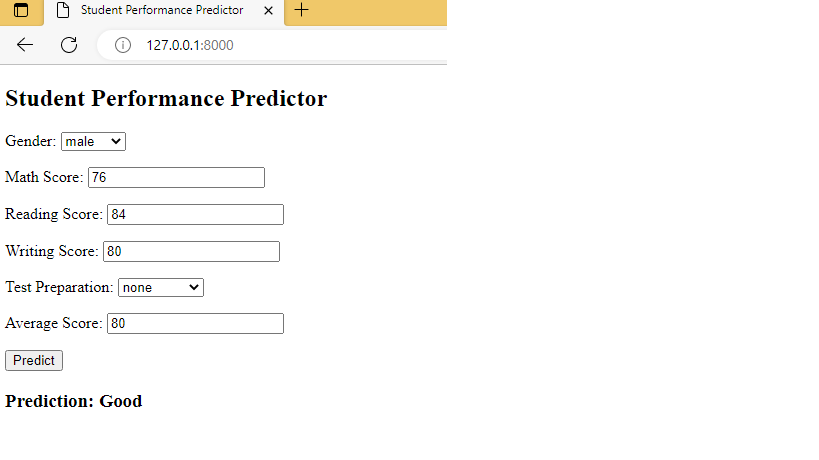 Student Performance Predictor
127.0.0.1:8000
Student Performance Predictor
Gender: male
Math Score: 76
Reading Score: 84
Writing Score: 80
Test Preparation: none
Average Score: 80
Predict
Prediction: Good